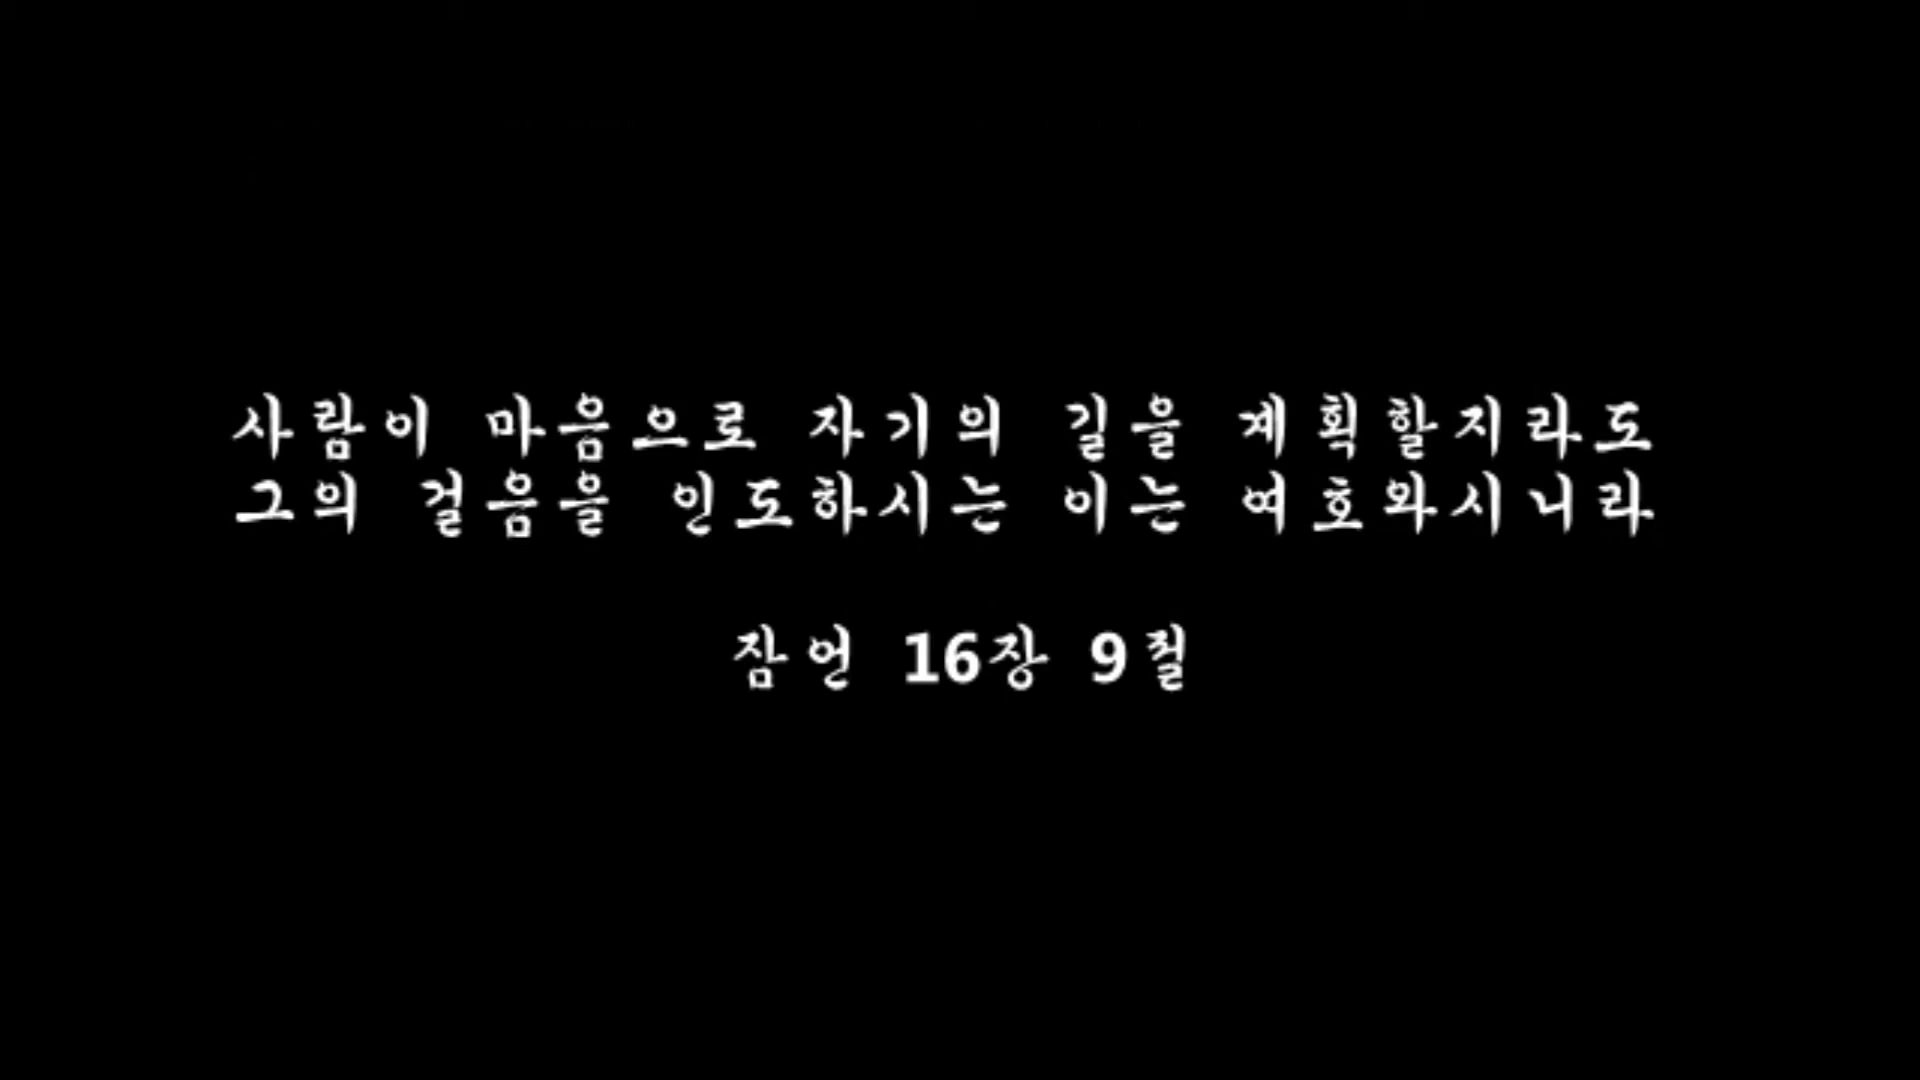 사람이 마음으로 자기의 길을 계획할지라도
그의 걸음을 인도하시는 이는 여호와시니라
잠언 16장 9절